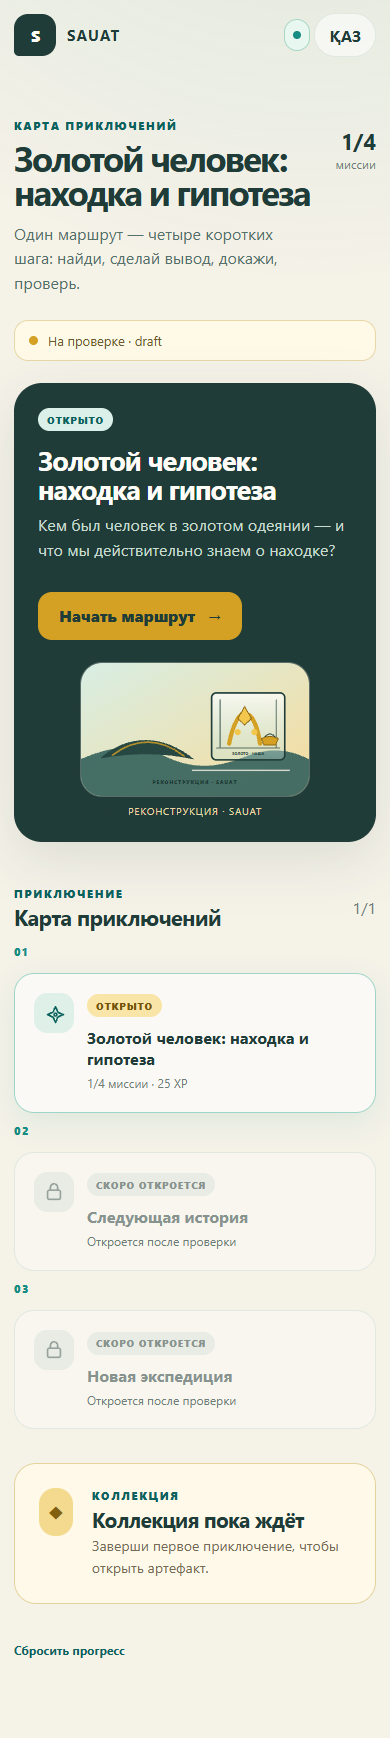 S
SAUAT
ҚАЗ
КАРТА ПРИКЛЮЧЕНИЙ
Золотой человек:
находка и гипотеза
1/4
миссии
Один маршрут — четыре коротких
шага: найди, сделай вывод, докажи,
проверь.
На проверке · draft
ОТКРЫТО
Золотой человек:
находка и гипотеза
Кем был человек в золотом одеянии — и
что мы действительно знаем о находке?
Начать маршрут →
РЕКОНСТРУКЦИЯ · SAUAT
РЕКОНСТРУКЦИЯ · SAUAT
ПРИКЛЮЧЕНИЕ
Карта приключений
1/1
01
ОТКРЫТО
Золотой человек: находка и
гипотеза
1/4 миссии · 25 XP
02
СКОРО ОТКРОЕТСЯ
Следующая история
Откроется после проверки
03
СКОРО ОТКРОЕТСЯ
Новая экспедиция
Откроется после проверки
КОЛЛЕКЦИЯ
Коллекция пока ждёт
Заверши первое приключение, чтобы
открыть артефакт.
Сбросить прогресс